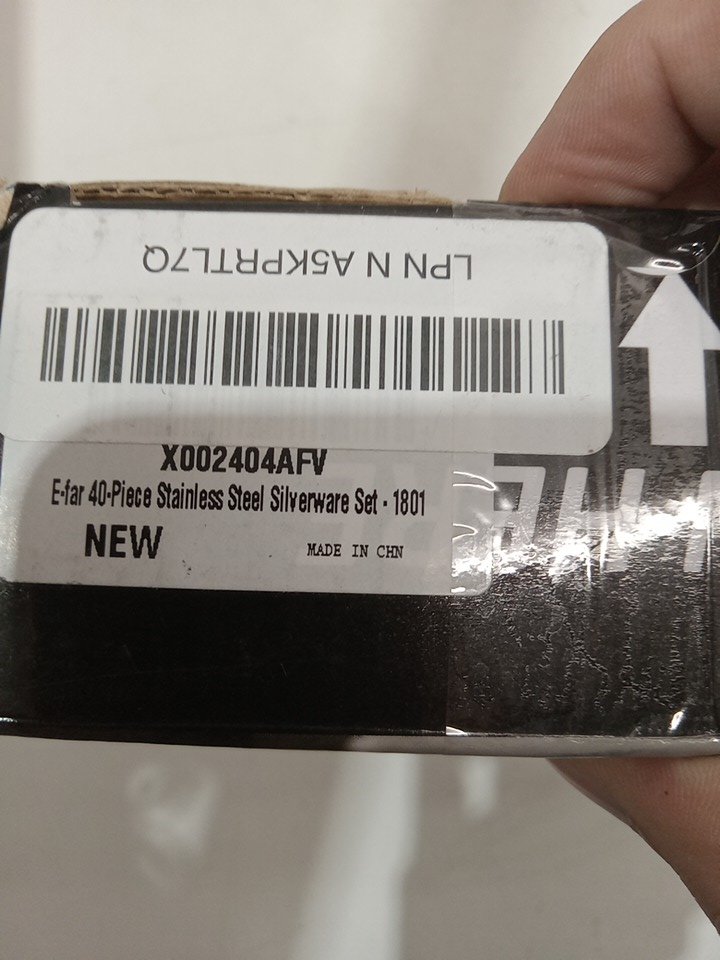 LPN N A5KPRTL7Q
X002404AFV
E-far 40-Piece Stainless Steel Silverware Set - 1801
NEW
MADE IN CHN